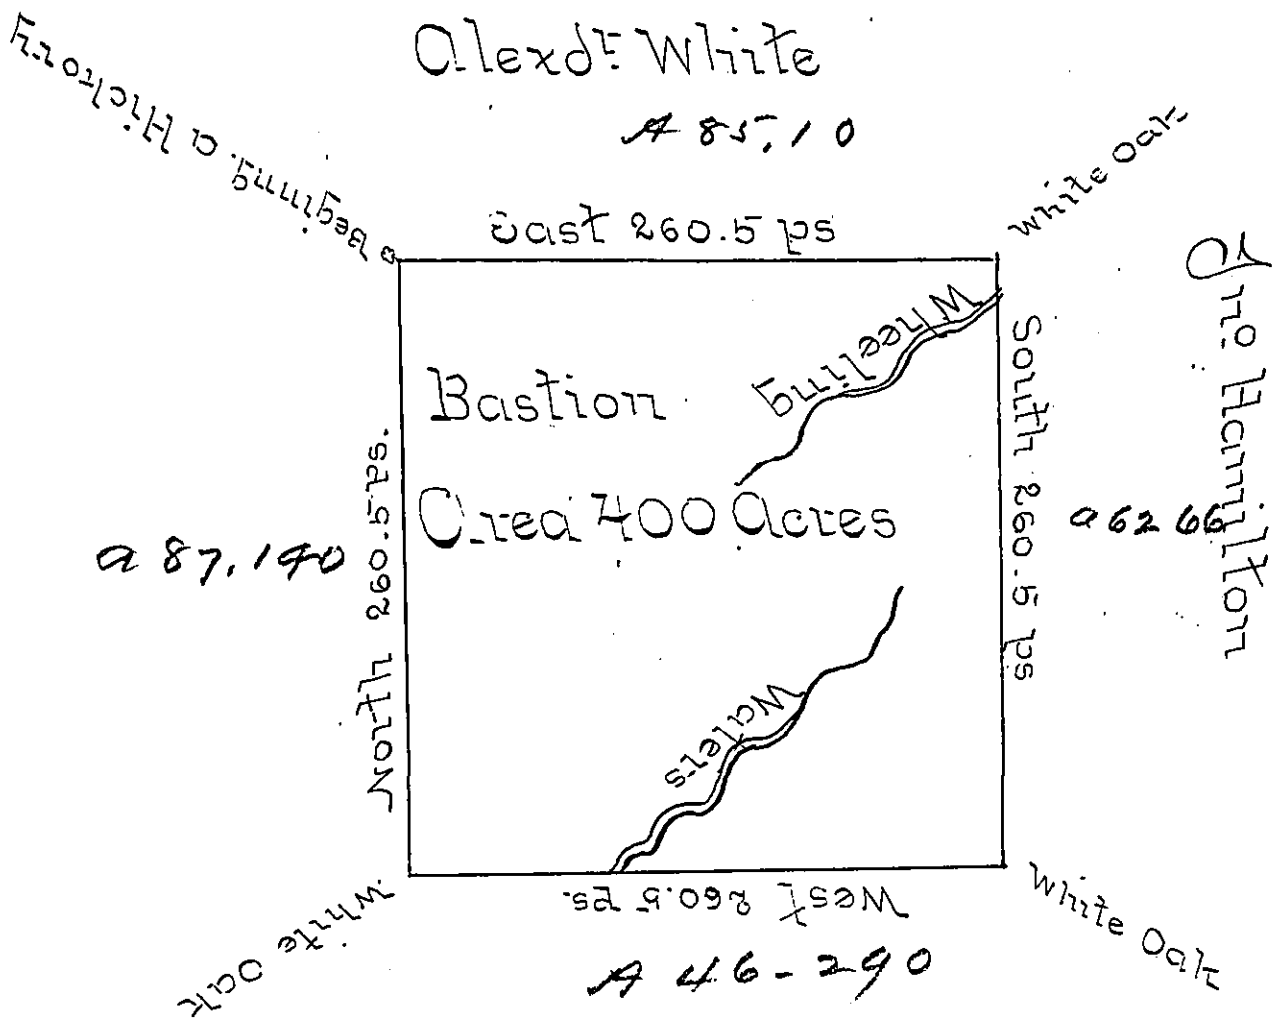 Alexdr. White
A 85,10
a Hickory
o Beginng.
White Oak
East 260.5 ps
Jno. Hamilton
Wheeling
South 260.5 ps
Bastion
Area 400 Acres
North 260.5 ps.
a 87,140
a 62 66
Waters
West 260.5 ps.
White Oak
White Oak
A 46-290